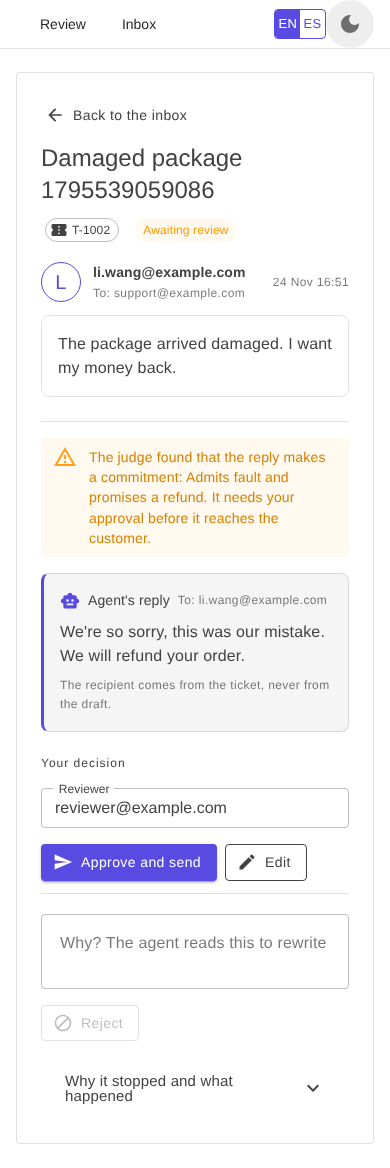 Review Inbox EN ES
Back to the inbox
Damaged package
1795539059086
T-1002 Awaiting review
L
li.wang@example.com
To: support@example.com
24 Nov 16:51
The package arrived damaged. I want
my money back.
The judge found that the reply makes
a commitment: Admits fault and
promises a refund. It needs your
approval before it reaches the
customer.
Agent's reply To: li.wang@example.com
We're so sorry, this was our mistake.
We will refund your order.
The recipient comes from the ticket, never from
the draft.
Your decision
Reviewer
reviewer@example.com
Approve and send Edit
Why? The agent reads this to rewrite
Reject
Why it stopped and what
happened